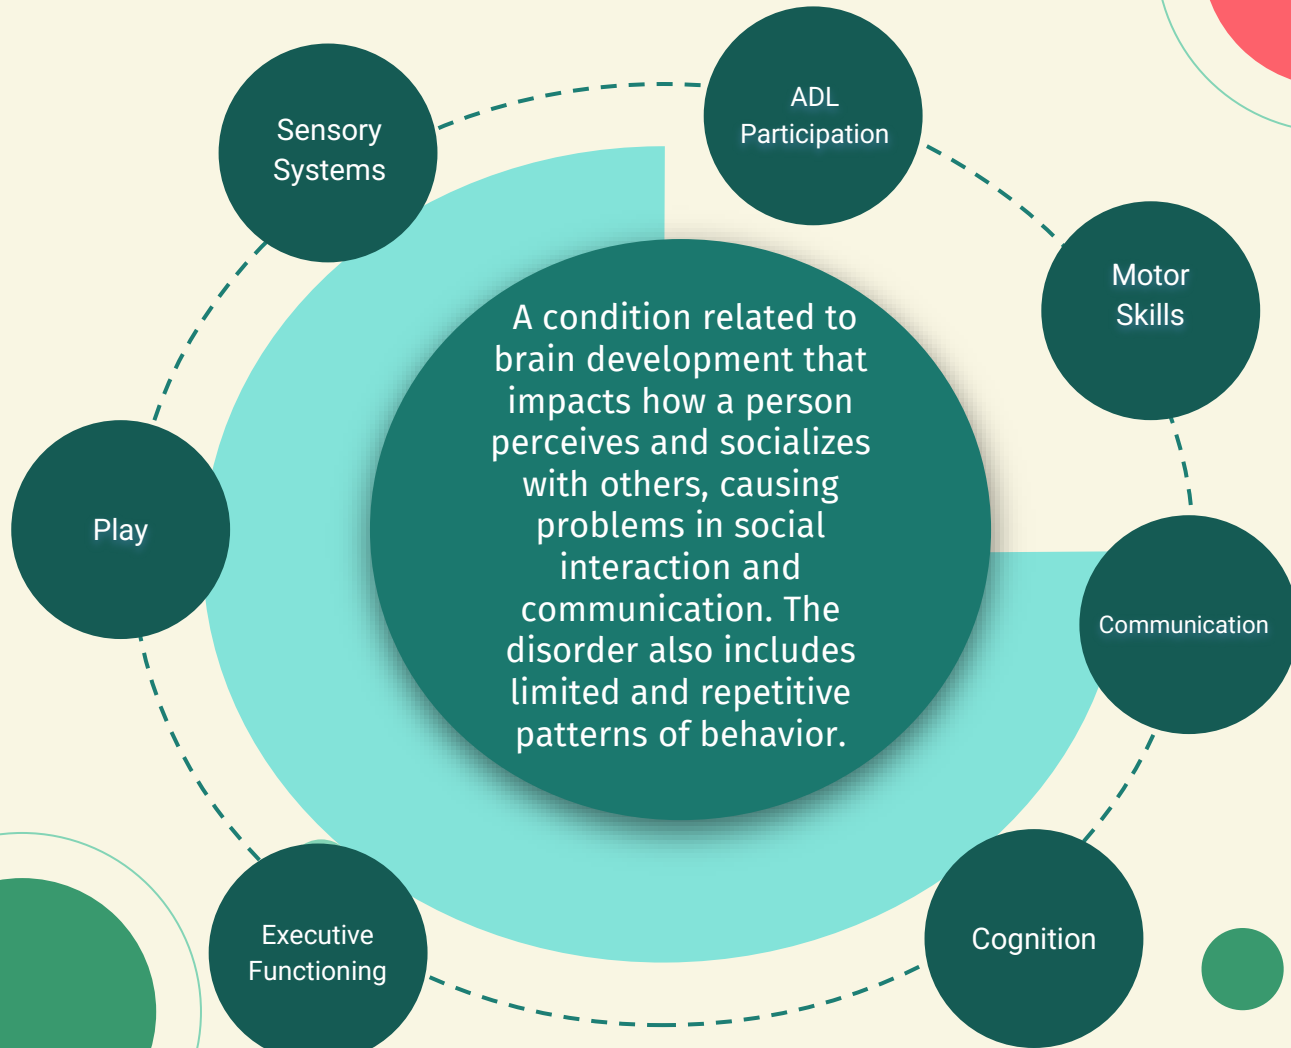 Sensory
Systems
ADL
Participation
Motor
Skills
A condition related to
brain development that
impacts how a person
perceives and socializes
with others, causing
problems in social
interaction and
communication. The
disorder also includes
limited and repetitive
patterns of behavior.
Play
Communication
Executive
Functioning
Cognition